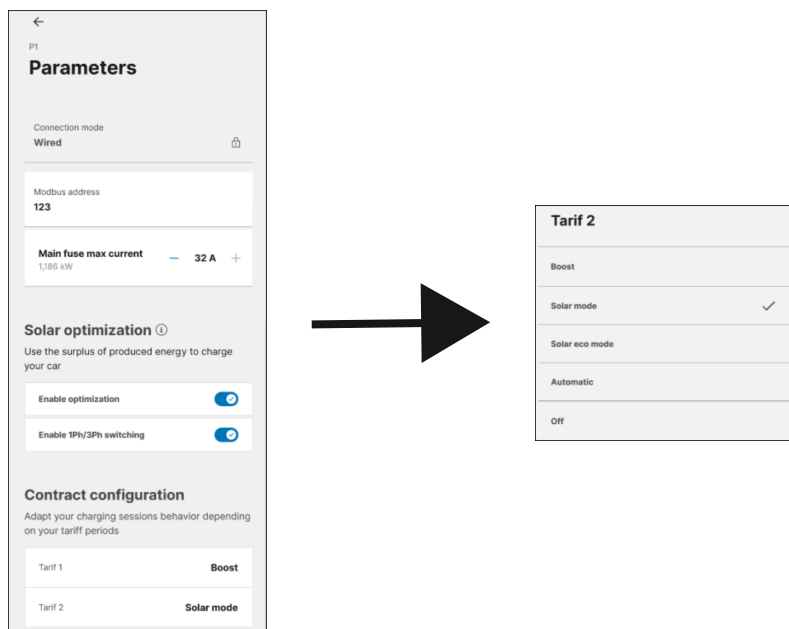 P1
Parameters
Connection mode
Wired
Modbus address
123
Main fuse max current
1,186 kW
32 A
Solar optimization
Use the surplus of produced energy to charge
your car
Enable optimization
Enable 1Ph/3Ph switching
Contract configuration
Adapt your charging sessions behavior depending
on your tariff periods
Tarif 1 Boost
Tarif 2 Solar mode
Tarif 2
Boost
Solar mode
Solar eco mode
Automatic
Off